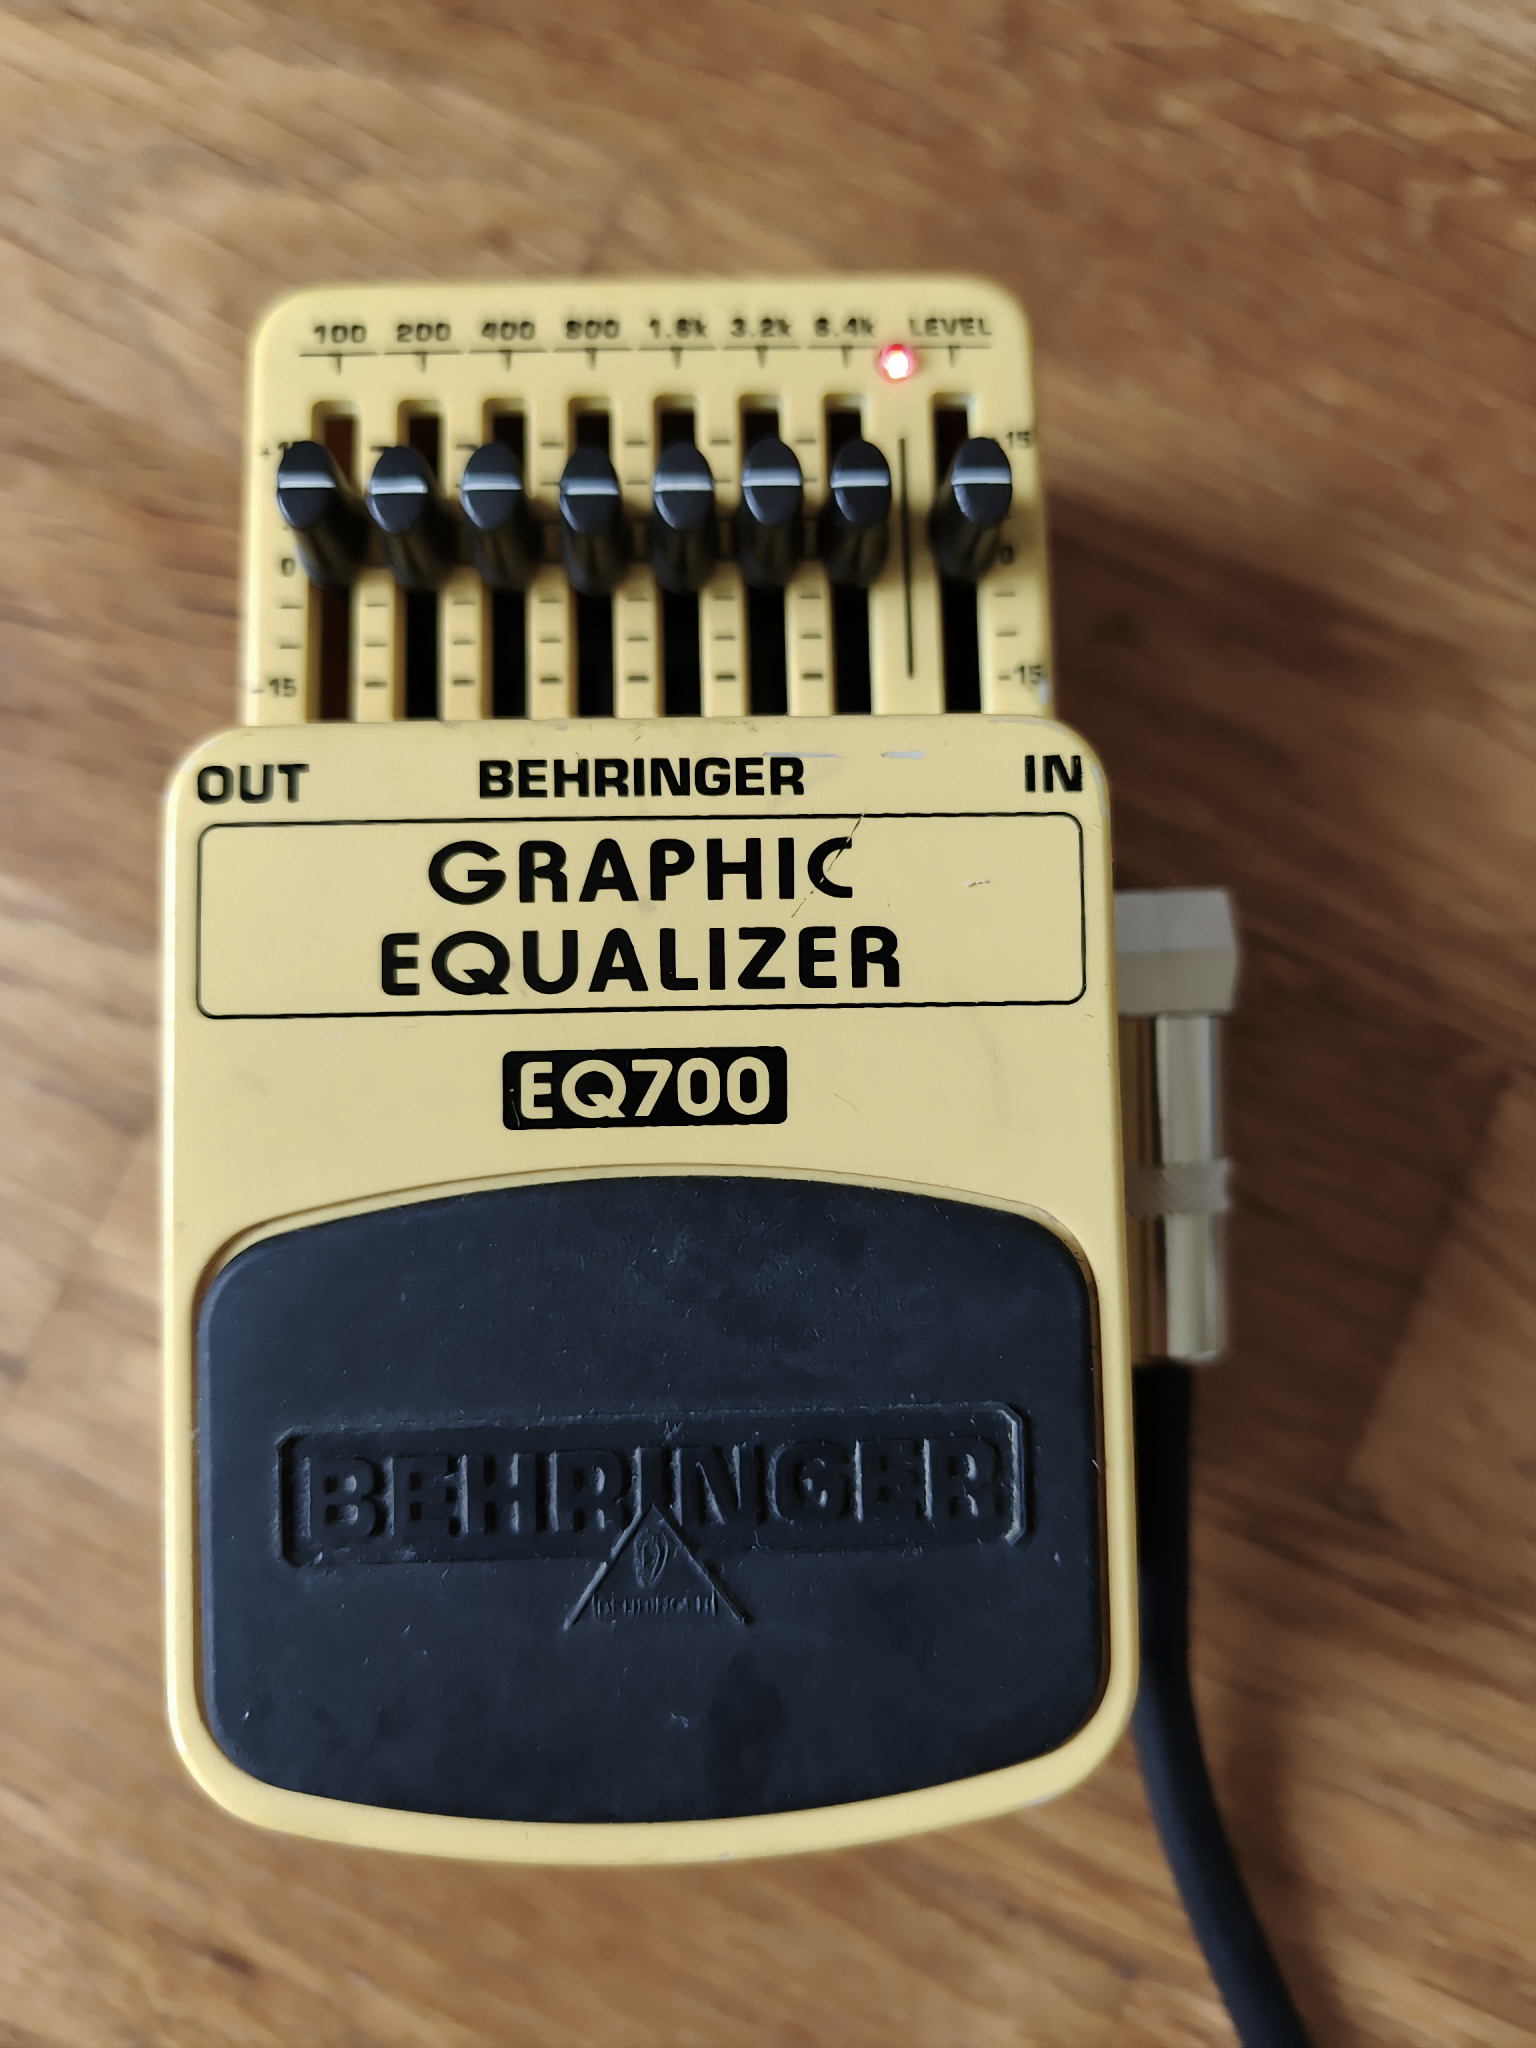 100 200 400 800 1.6k 3.2k 6.4k LEVEL
15
0 0
-15 -15
OUT BEHRINGER IN
GRAPHIC
EQUALIZER
EQ700
BEHRINGER
BEHRINGER